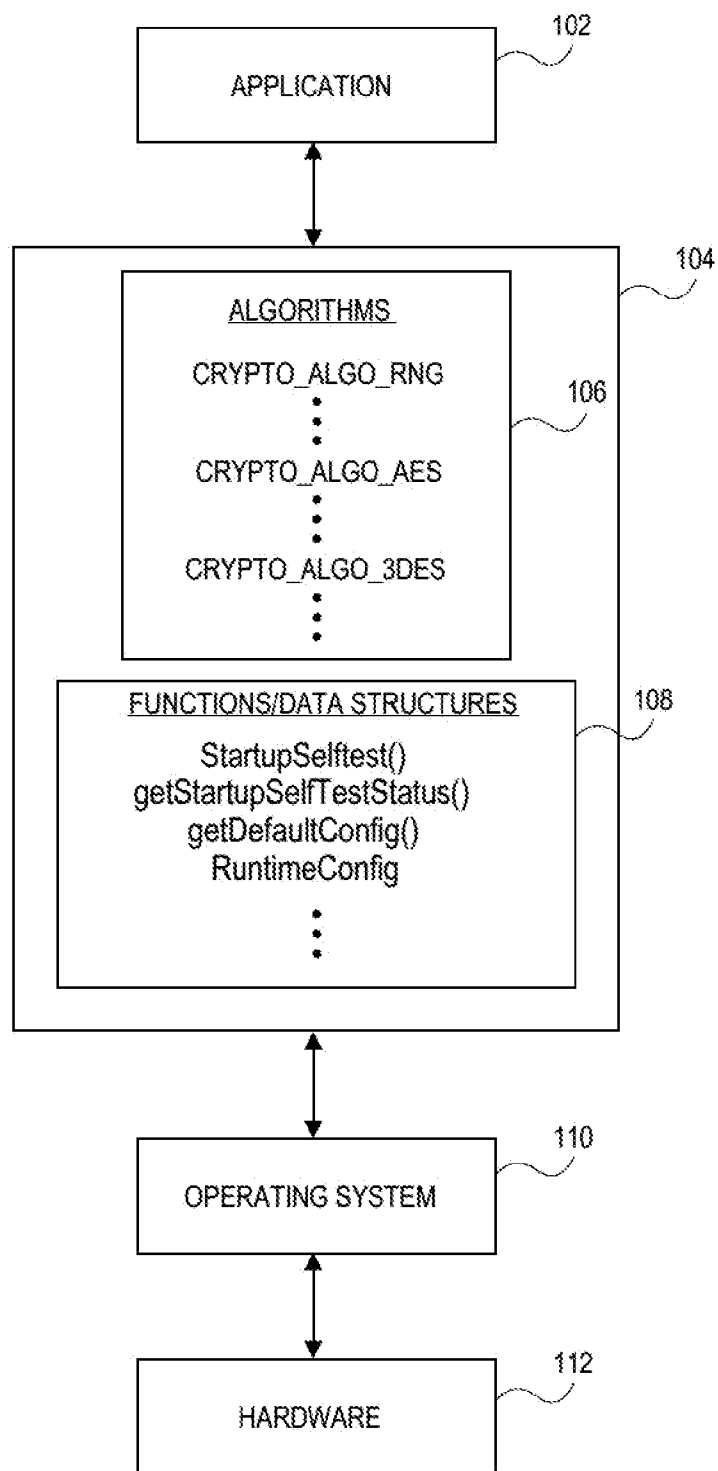 102
APPLICATION
104
ALGORITHMS
CRYPTO_ALGO_RNG
106
CRYPTO_ALGO_AES
CRYPTO_ALGO_3DES
FUNCTIONS/DATA STRUCTURES
108
StartupSelftest()
getStartupSelfTestStatus()
getDefaultConfig()
RuntimeConfig
110
OPERATING SYSTEM
112
HARDWARE